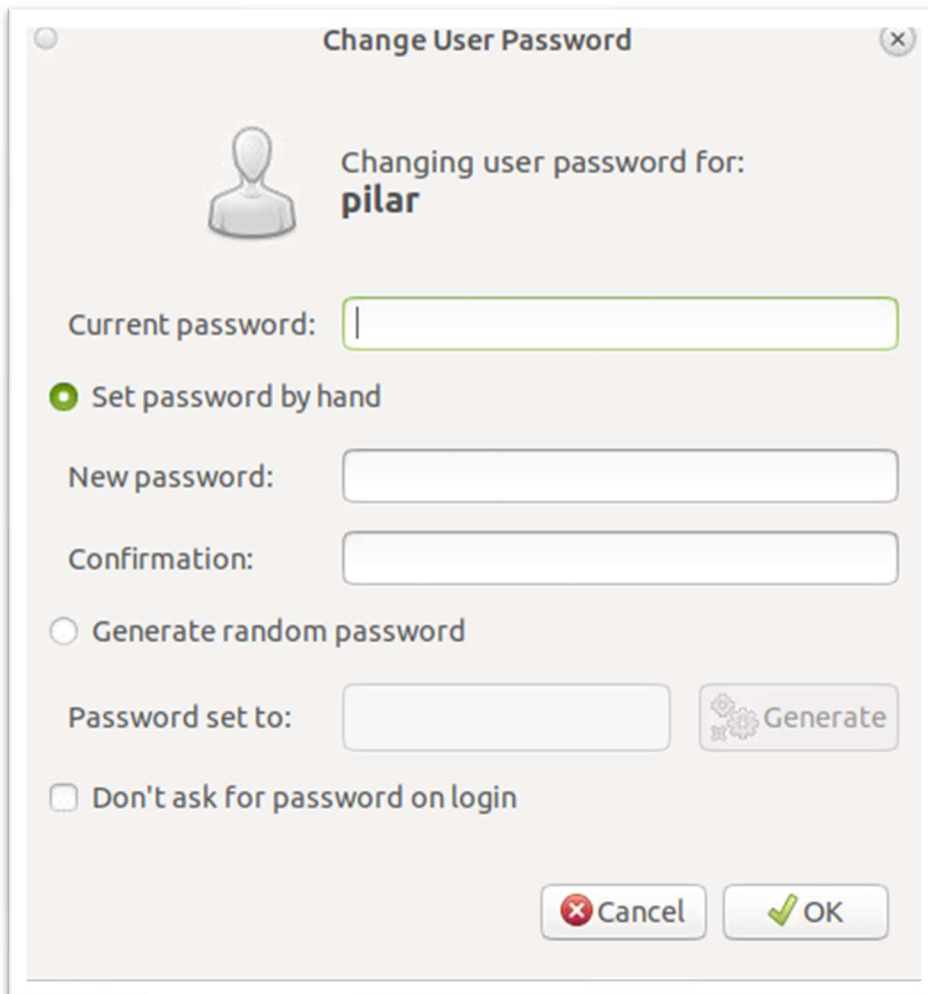 Change User Password
Changing user password for:
pilar
Current password:
Set password by hand
New password:
Confirmation:
Generate random password
Password set to:
Generate
Don't ask for password on login
Cancel
OK